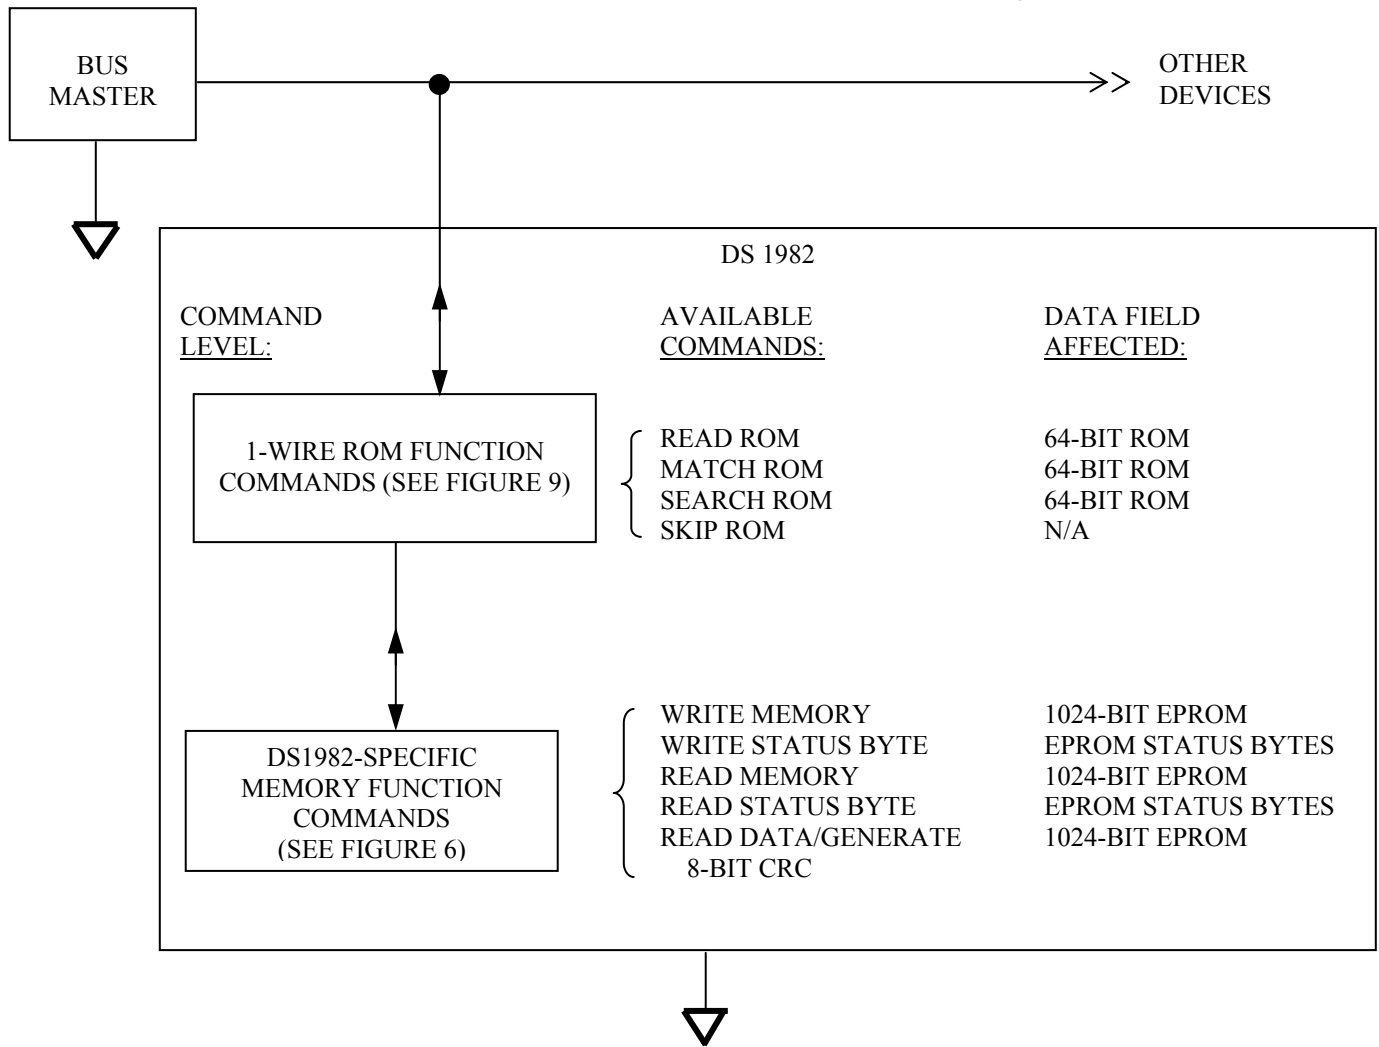 BUS
MASTER
OTHER
DEVICES
DS 1982
COMMAND
LEVEL:
AVAILABLE
COMMANDS:
DATA FIELD
AFFECTED:
1-WIRE ROM FUNCTION
COMMANDS (SEE FIGURE 9)
READ ROM 64-BIT ROM
MATCH ROM 64-BIT ROM
SEARCH ROM 64-BIT ROM
SKIP ROM N/A
DS1982-SPECIFIC
MEMORY FUNCTION
COMMANDS
(SEE FIGURE 6)
WRITE MEMORY 1024-BIT EPROM
WRITE STATUS BYTE EPROM STATUS BYTES
READ MEMORY 1024-BIT EPROM
READ STATUS BYTE EPROM STATUS BYTES
READ DATA/GENERATE 1024-BIT EPROM
8-BIT CRC